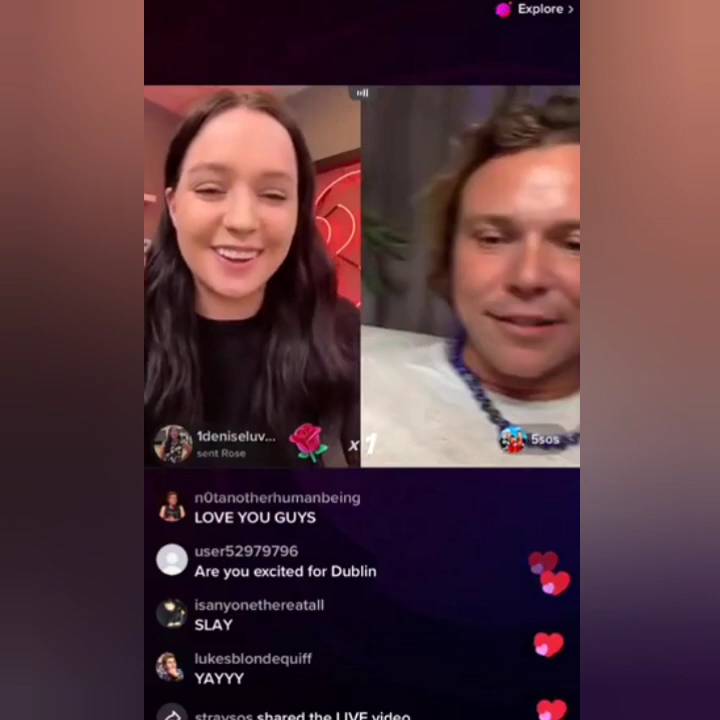 Explore >
1deniseluv...
sent Rose
x 1
5sos
n0tanotherhumanbeing
LOVE YOU GUYS
user52979796
Are you excited for Dublin
isanyonethereatall
SLAY
lukesblondequiff
YAYYY
straysos shared the LIVE video